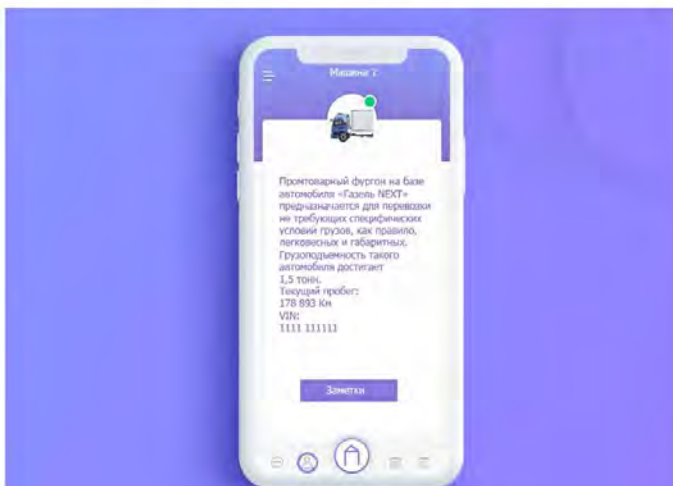 Машина 1
Промтоварный фургон на базе
автомобиля «Газель NEXT»
предназначается для перевозки
не требующих специфических
условий грузов, как правило,
легковесных и габаритных.
Грузоподъемность такого
автомобиля достигает
1,5 тонн.
Текущий пробег:
178 893 Км
VIN:
1111 111111
Заметки